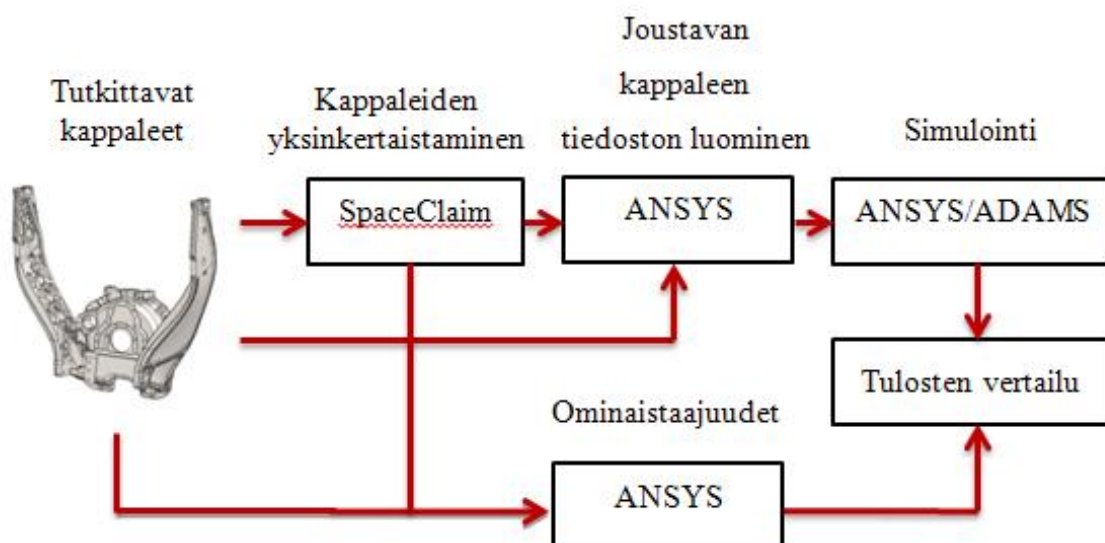 Tutkittavat
kappaleet
Kappaleiden
yksinkertaistaminen
Joustavan
kappaleen
tiedoston luominen
Simulointi
SpaceClaim
ANSYS
ANSYS/ADAMS
Tulosten vertailu
Ominaistaajuudet
ANSYS